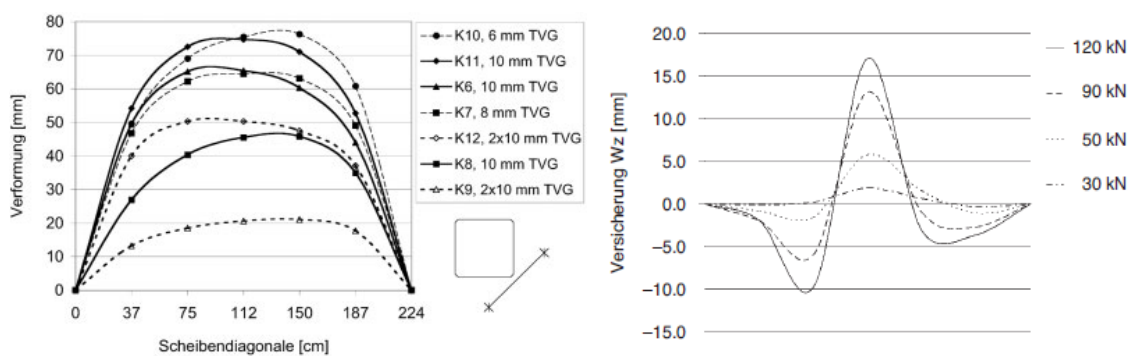 80
70
60
50
40
30
20
10
0
Verformung [mm]
0 37 75 112 150 187 224
Scheibendiagonale [cm]
K10, 6 mm TVG
K11, 10 mm TVG
K6, 10 mm TVG
K7, 8 mm TVG
K12, 2x10 mm TVG
K8, 10 mm TVG
K9, 2x10 mm TVG
20.0
15.0
10.0
5.0
0.0
−5.0
−10.0
−15.0
Versicherung Wz [mm]
120 kN
90 kN
50 kN
30 kN